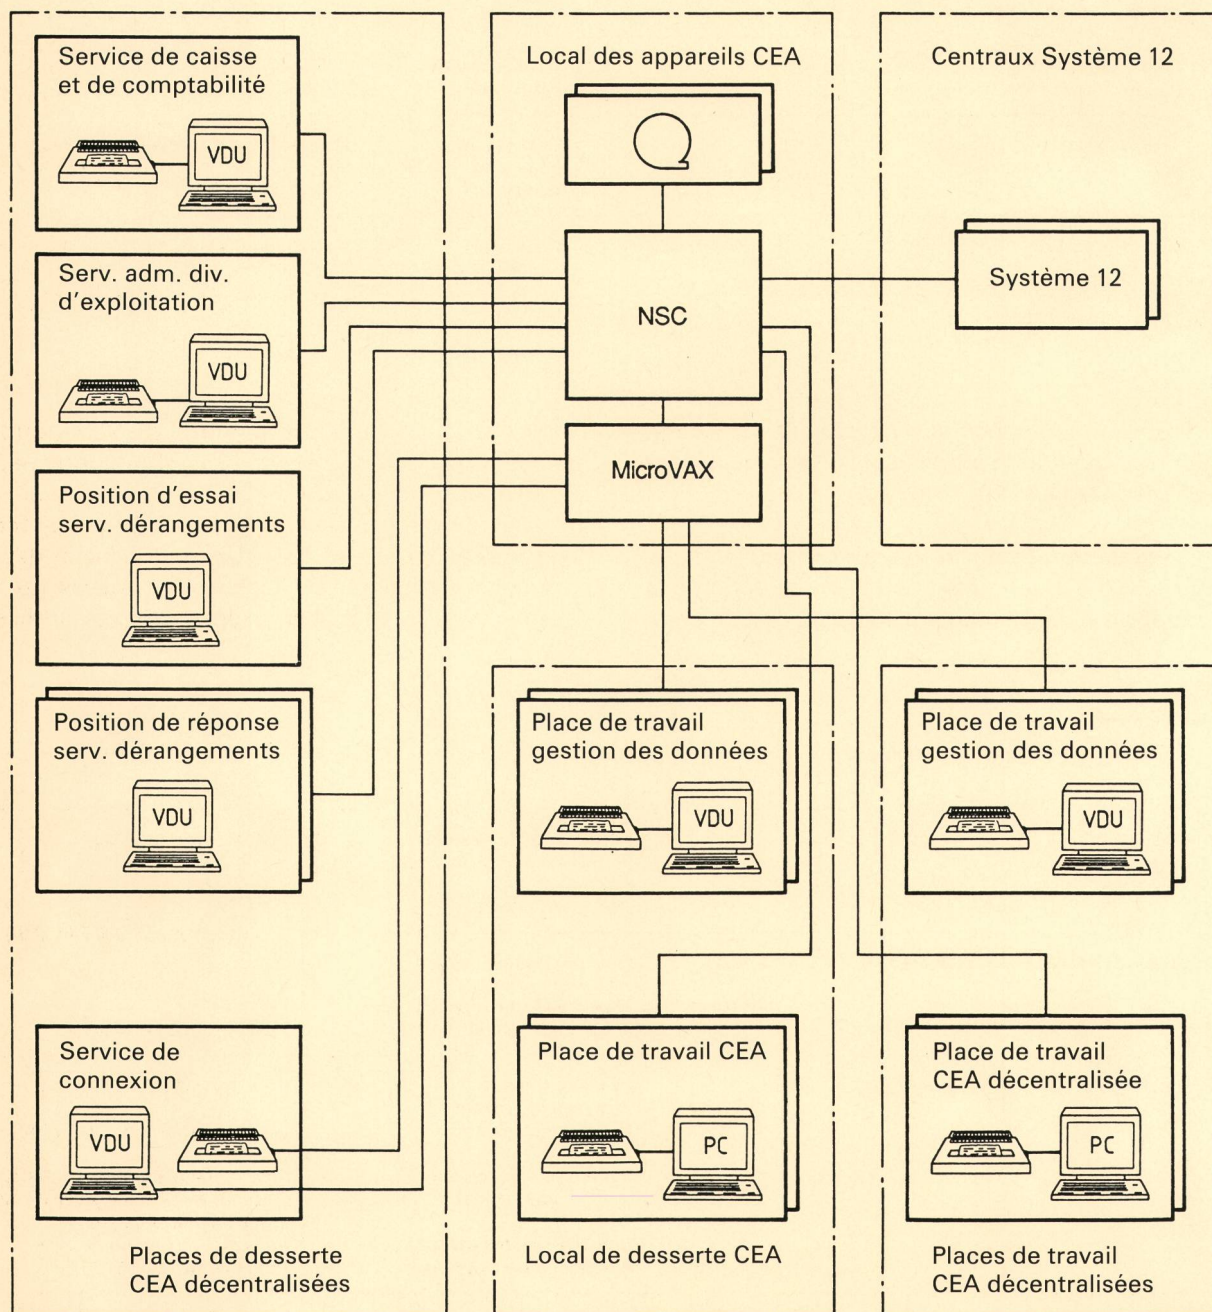 Service de caisse
et de comptabilité
VDU
Serv. adm. div.
d'exploitation
VDU
Position d'essai
serv. dérangements
VDU
Position de réponse
serv. dérangements
VDU
Service de
connexion
VDU
Places de desserte
CEA décentralisées
Local des appareils CEA
NSC
MicroVAX
Place de travail
gestion des données
VDU
Place de travail CEA
PC
Local de desserte CEA
Centraux Système 12
Système 12
Place de travail
gestion des données
VDU
Place de travail
CEA décentralisée
PC
Places de travail
CEA décentralisées